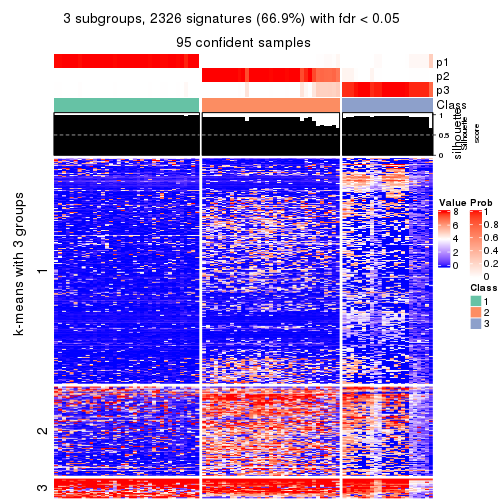 3 subgroups, 2326 signatures (66.9%) with fdr < 0.05
95 confident samples
p1
p2
p3
Class
1
0.5
0
silhouette
Silhouette
score
k-means with 3 groups
1
2
3
Value
8
6
4
2
0
Prob
1
0.8
0.6
0.4
0.2
0
Class
1
2
3